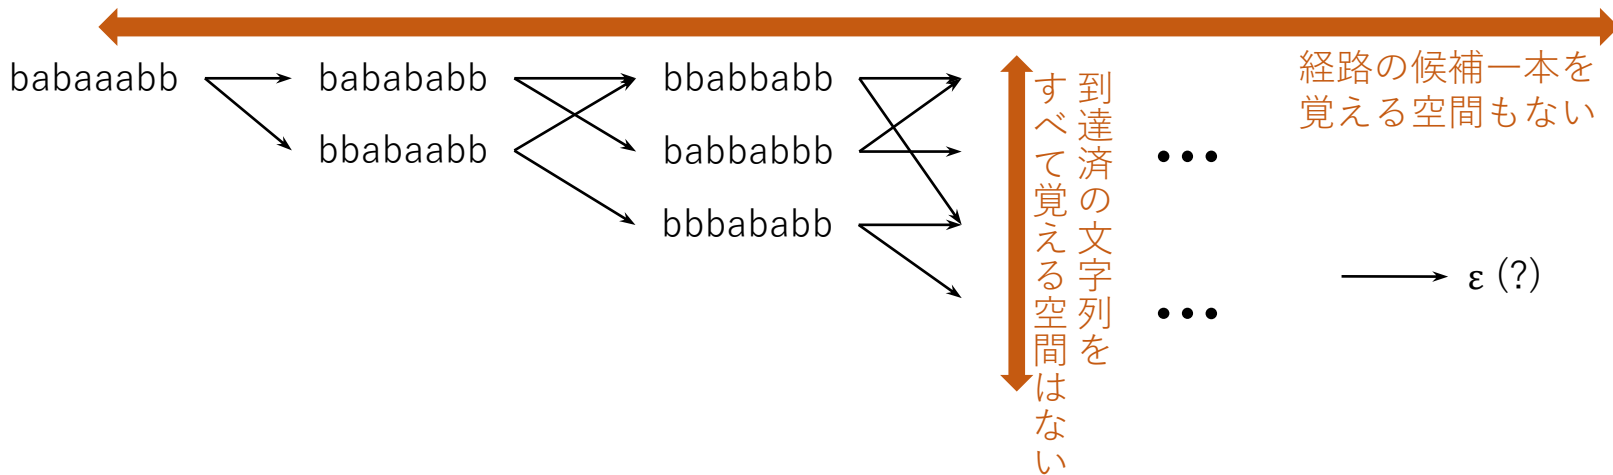 babaaabb
babababb
bbabaabb
bbabbabb
babbabbb
bbbababb
到達済の文字列を
すべて覚える空間はない
経路の候補一本を
覚える空間もない
•••
•••
ε (?)